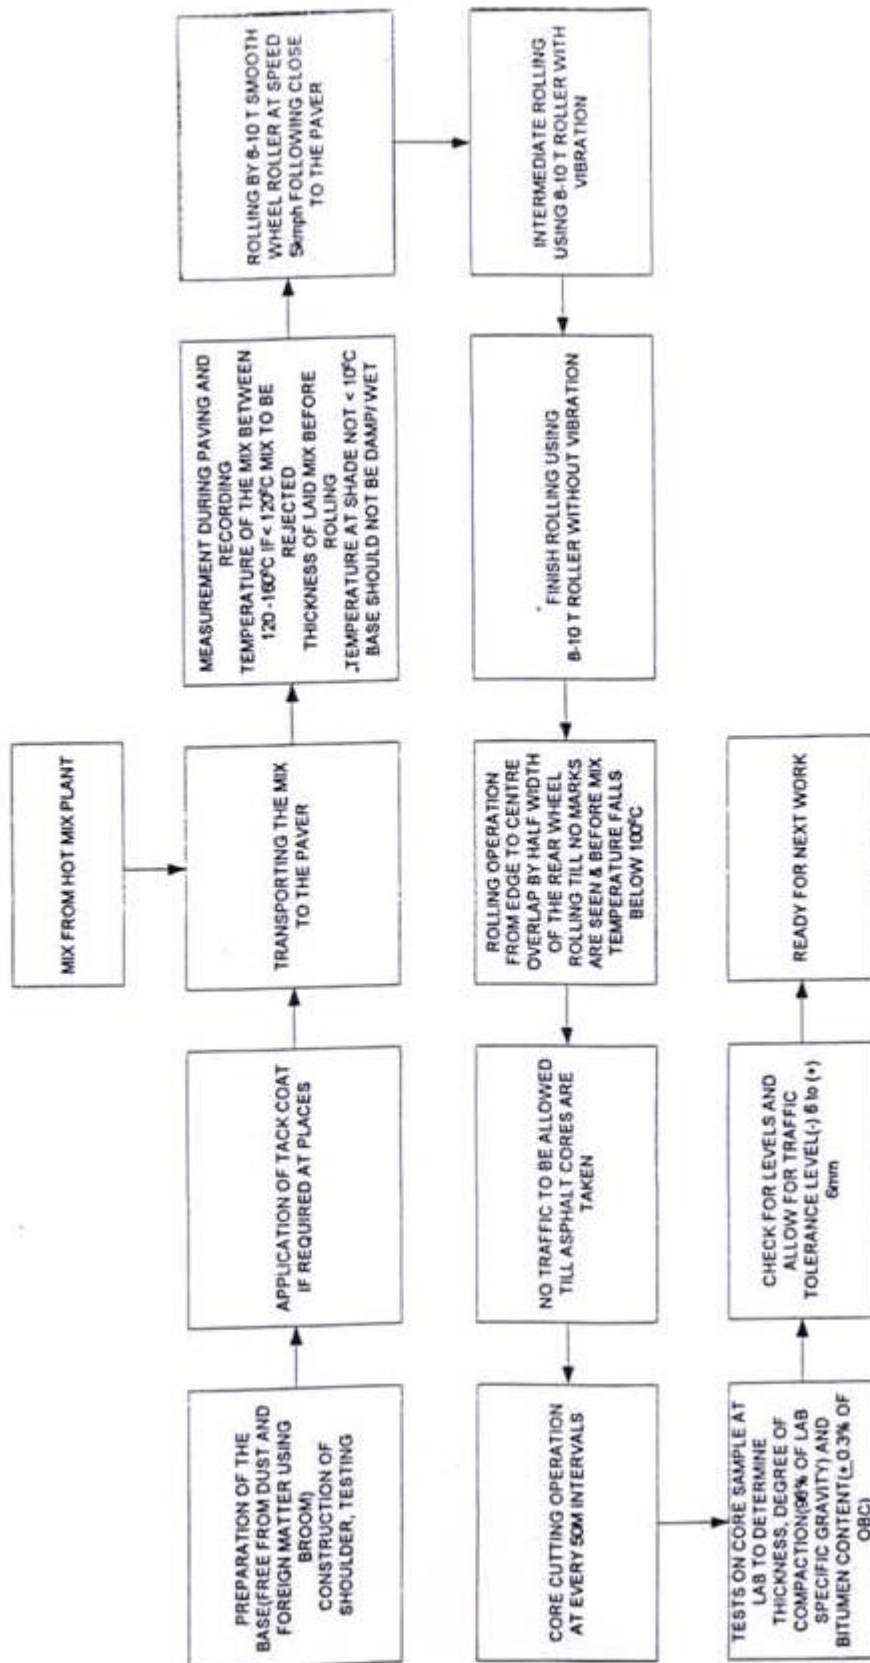 MIX FROM HOT MIX PLANT
PREPARATION OF THE
BASE(FREE FROM DUST AND
FOREIGN MATTER USING
BROOM)
CONSTRUCTION OF
SHOULDER, TESTING
APPLICATION OF TACK COAT
IF REQUIRED AT PLACES
TRANSPORTING THE MIX
TO THE PAVER
MEASUREMENT DURING PAVING AND
RECORDING
TEMPERATURE OF THE MIX BETWEEN
120-160ºC IF< 120ºC MIX TO BE
REJECTED
THICKNESS OF LAID MIX BEFORE
ROLLING
.TEMPERATURE AT SHADE NOT < 10ºC
BASE SHOULD NOT BE DAMP/ WET
ROLLING BY 8-10 T SMOOTH
WHEEL ROLLER AT SPEED
5kmph FOLLOWING CLOSE
TO THE PAVER
INTERMEDIATE ROLLING
USING 8-10 T ROLLER WITH
VIBRATION
FINISH ROLLING USING
8-10 T ROLLER WITHOUT VIBRATION
ROLLING OPERATION
FROM EDGE TO CENTRE
OVERLAP BY HALF WIDTH
OF THE REAR WHEEL
ROLLING TILL NO MARKS
ARE SEEN & BEFORE MIX
TEMPERATURE FALLS
BELOW 100ºC
NO TRAFFIC TO BE ALLOWED
TILL ASPHALT CORES ARE
TAKEN
CORE CUTTING OPERATION
AT EVERY 50M INTERVALS
TESTS ON CORE SAMPLE AT
LAB TO DETERMINE
THICKNESS, DEGREE OF
COMPACTION(98% OF LAB
SPECIFIC GRAVITY) AND
BITUMEN CONTENT(± 0.3% OF
OBC)
CHECK FOR LEVELS AND
ALLOW FOR TRAFFIC
TOLERANCE LEVEL(-) 6 to (+)
6mm
READY FOR NEXT WORK